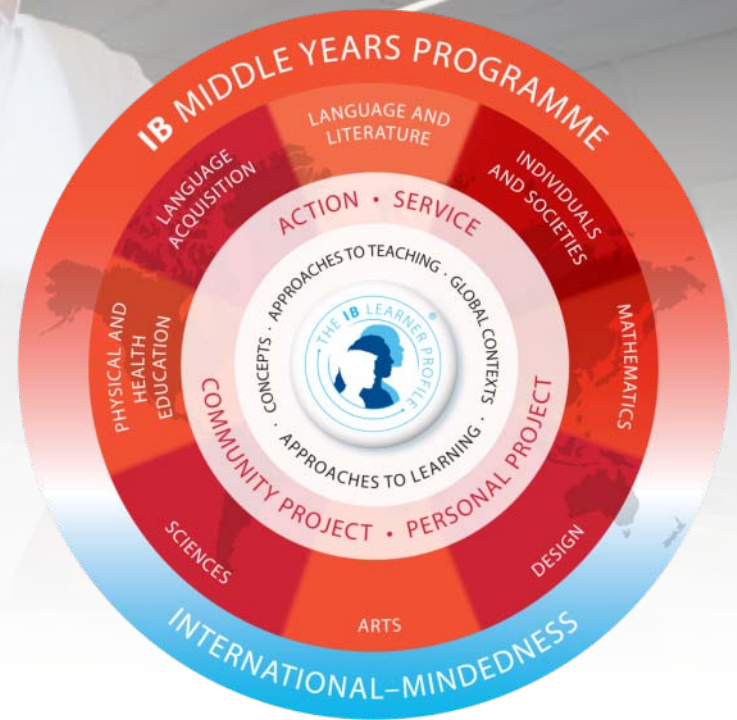 IB MIDDLE YEARS PROGRAMME
LANGUAGE AND
LITERATURE
INDIVIDUALS
AND SOCIETIES
MATHEMATICS
DESIGN
ARTS
SCIENCES
PHYSICAL AND
HEALTH
EDUCATION
LANGUAGE
ACQUISITION
ACTION • SERVICE
PERSONAL PROJECT
COMMUNITY PROJECT •
APPROACHES TO TEACHING ·
GLOBAL CONTEXTS ·
APPROACHES TO LEARNING ·
CONCEPTS ·
THE IB LEARNER PROFILE ®
INTERNATIONAL–MINDEDNESS